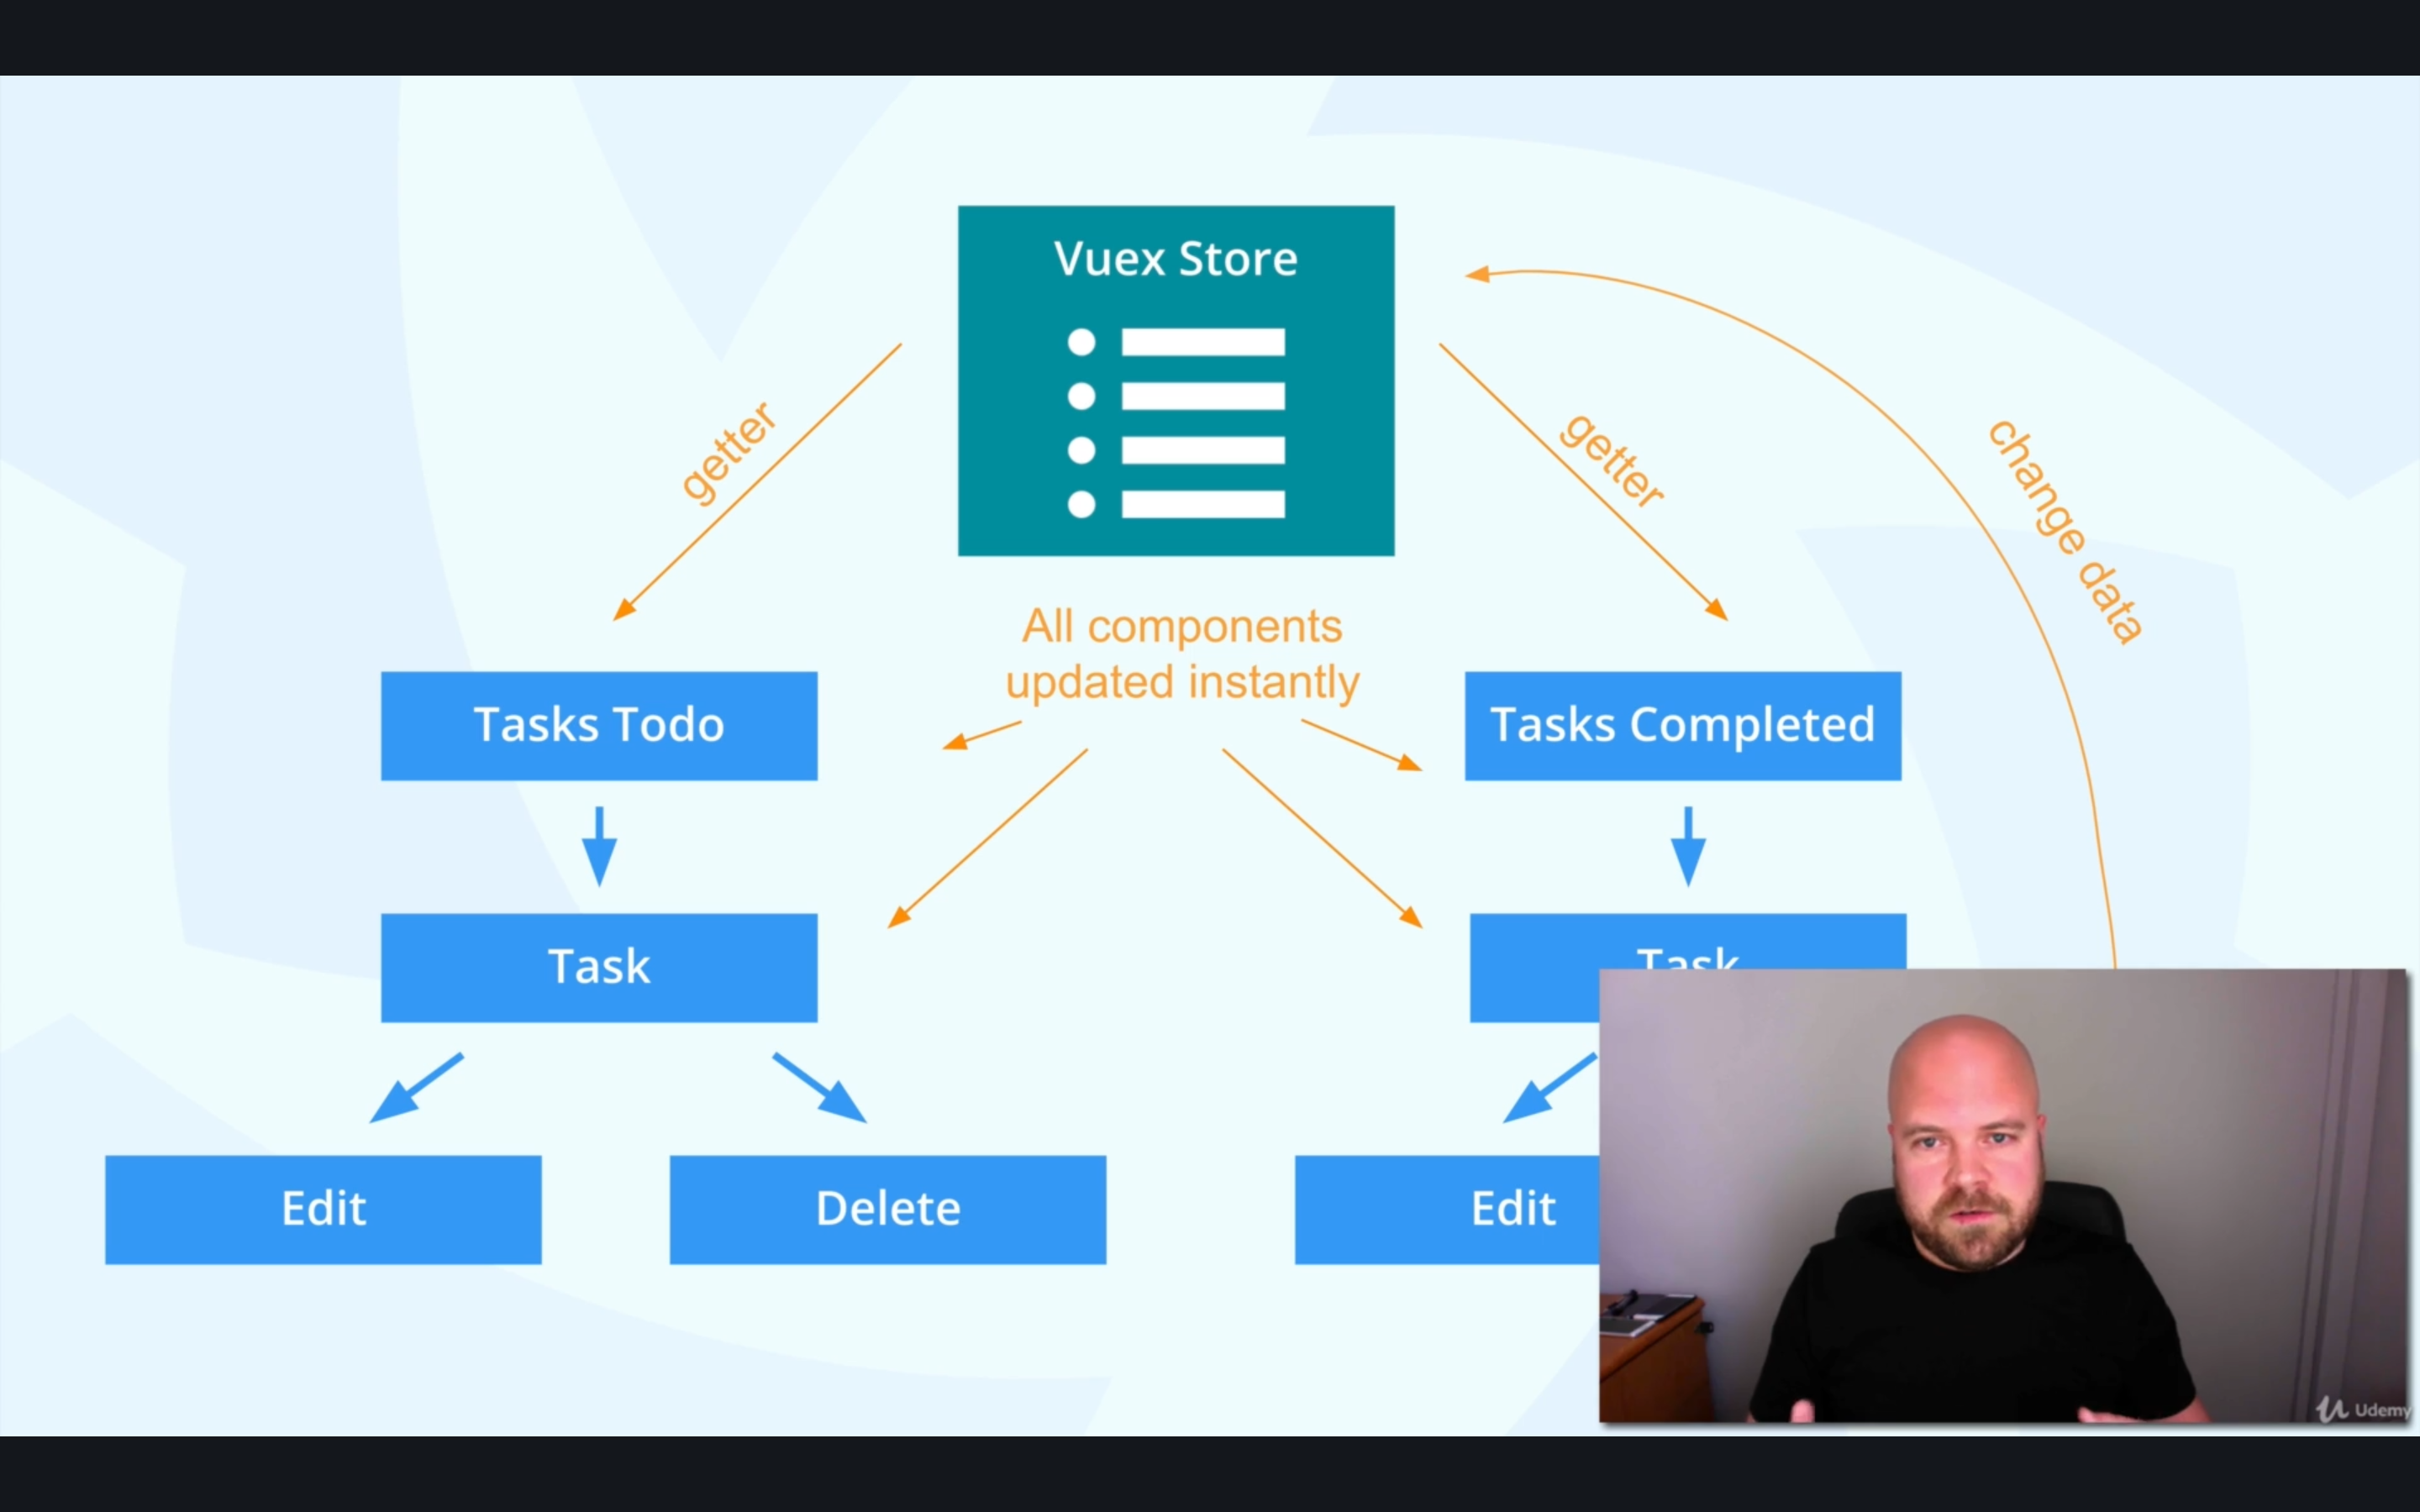 Vuex Store
getter
getter
change data
All components
updated instantly
Tasks Todo
Tasks Completed
Task
Task
Edit
Delete
Edit
Udemy